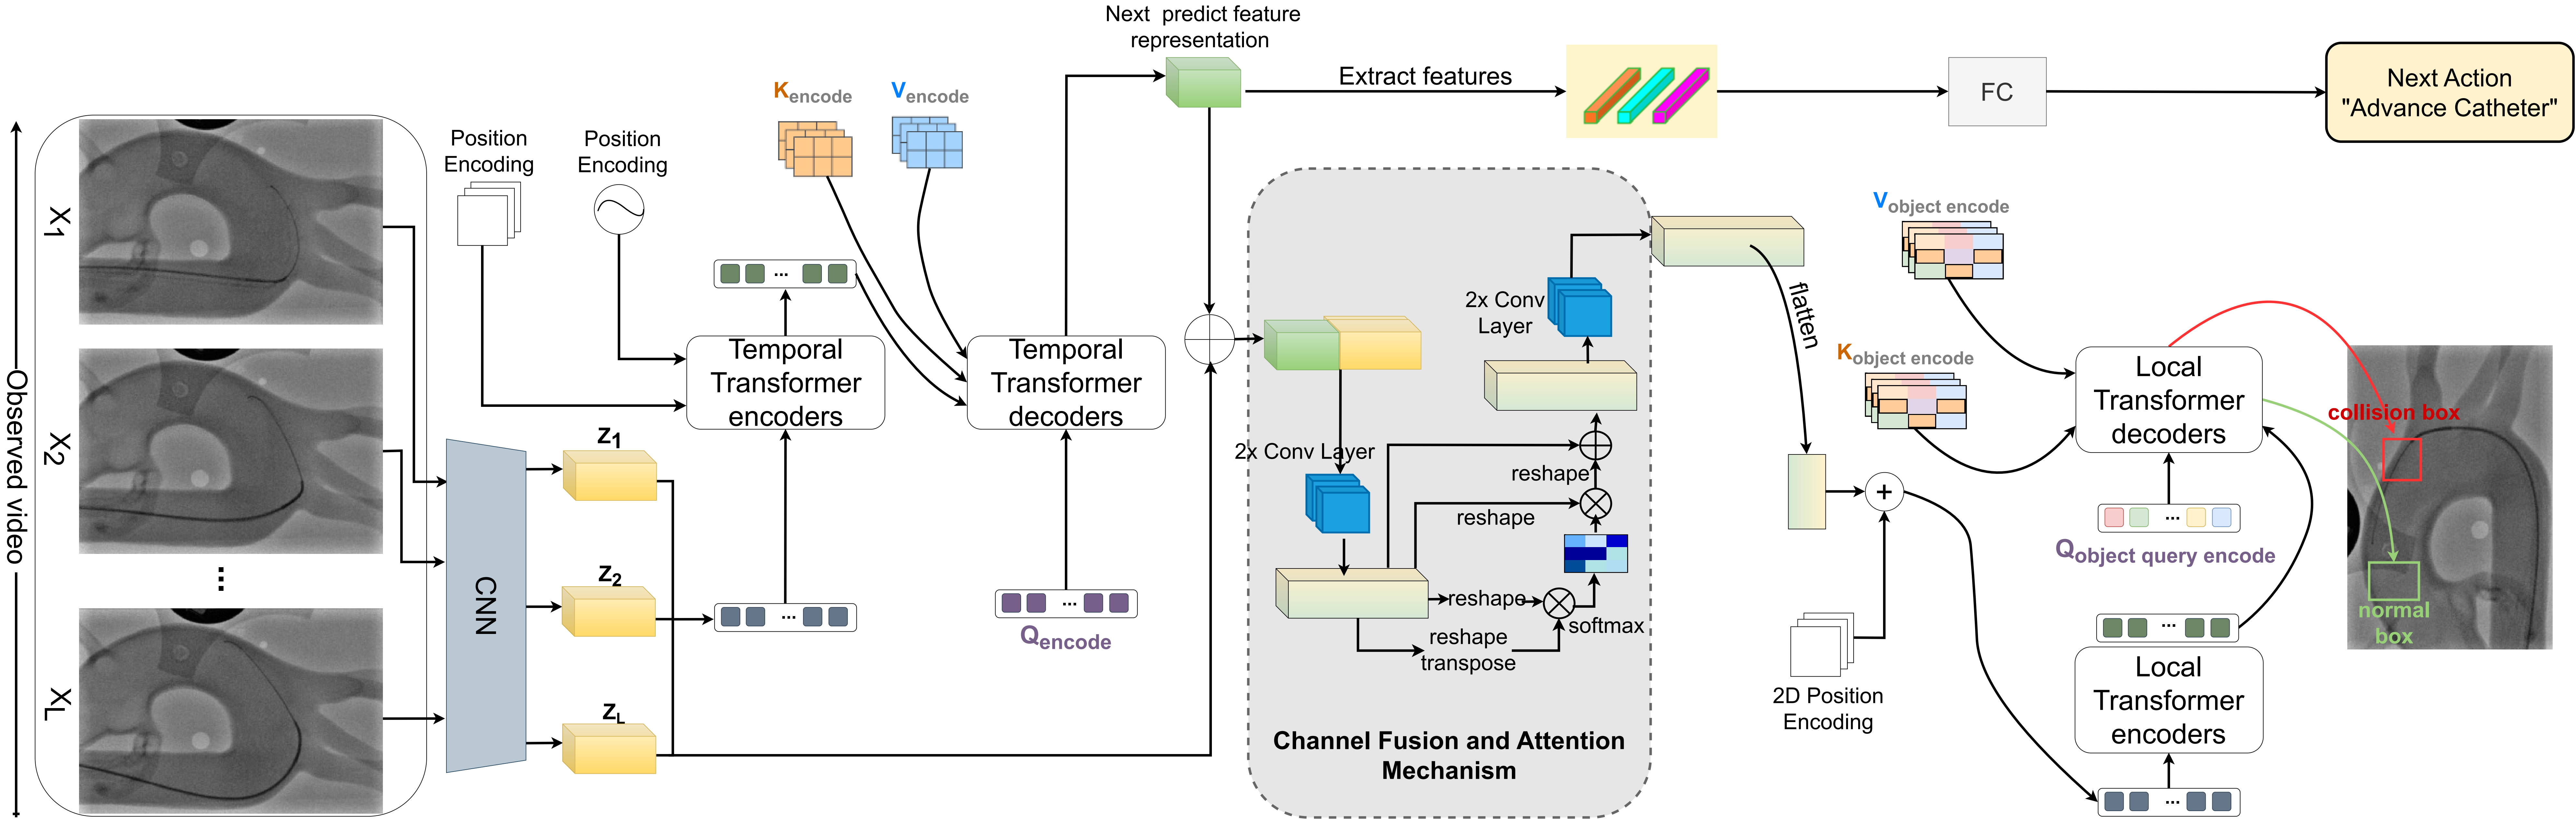 Observed video
X1
X2
...
XL
CNN
Z1
Z2
ZL
Position
Encoding
Position
Encoding
Kencode
Vencode
...
Temporal
Transformer
encoders
...
Temporal
Transformer
decoders
...
Qencode
Next predict feature
representation
Extract features
FC
Next Action
"Advance Catheter"
2x Conv Layer
2x Conv
Layer
reshape
reshape
reshape
softmax
reshape
transpose
Channel Fusion and Attention
Mechanism
flatten
2D Position
Encoding
+
Vobject encode
Kobject encode
Local
Transformer
decoders
...
Qobject query encode
...
Local
Transformer
encoders
...
collision box
normal
box